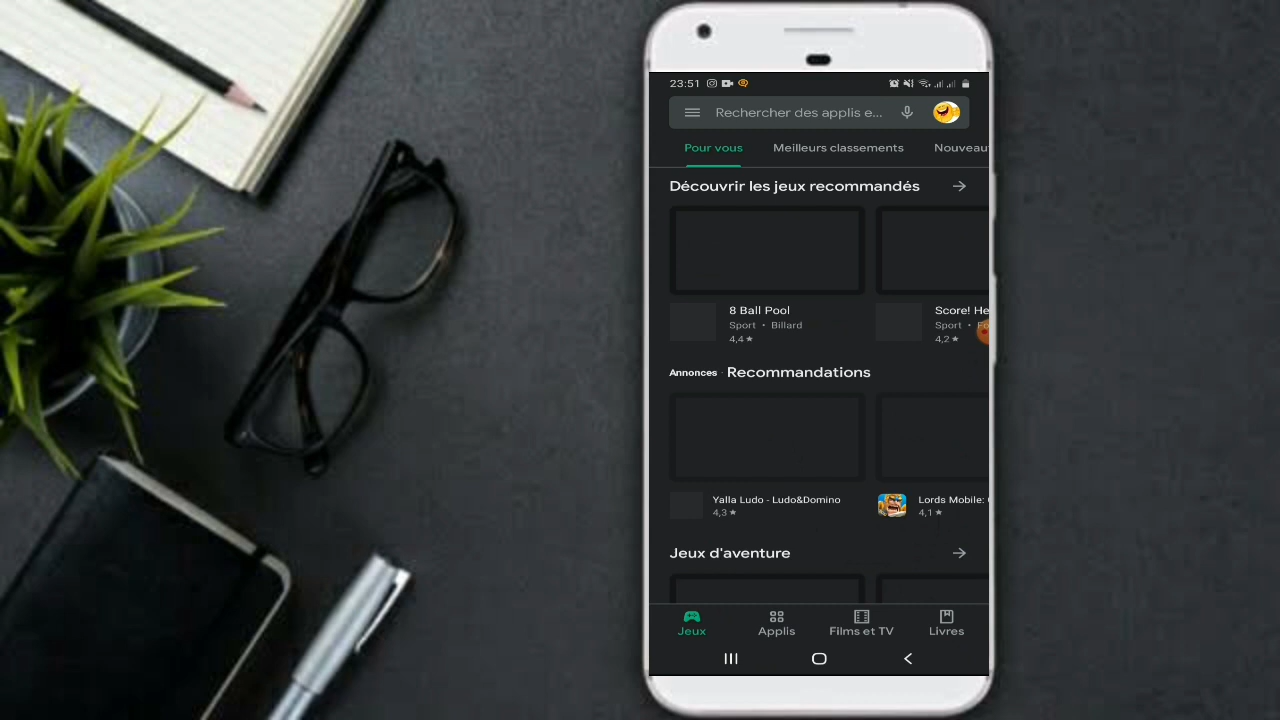 23:51
Rechercher des applis e...
Pour vous Meilleurs classements Nouveau
Découvrir les jeux recommandés
8 Ball Pool
Sport • Billard
4,4 ★
Score! He
Sport • Fo
4,2 ★
Annonces · Recommandations
Yalla Ludo - Ludo&Domino
4,3 ★
Lords Mobile:
4,1 ★
Jeux d'aventure
Jeux Applis Films et TV Livres